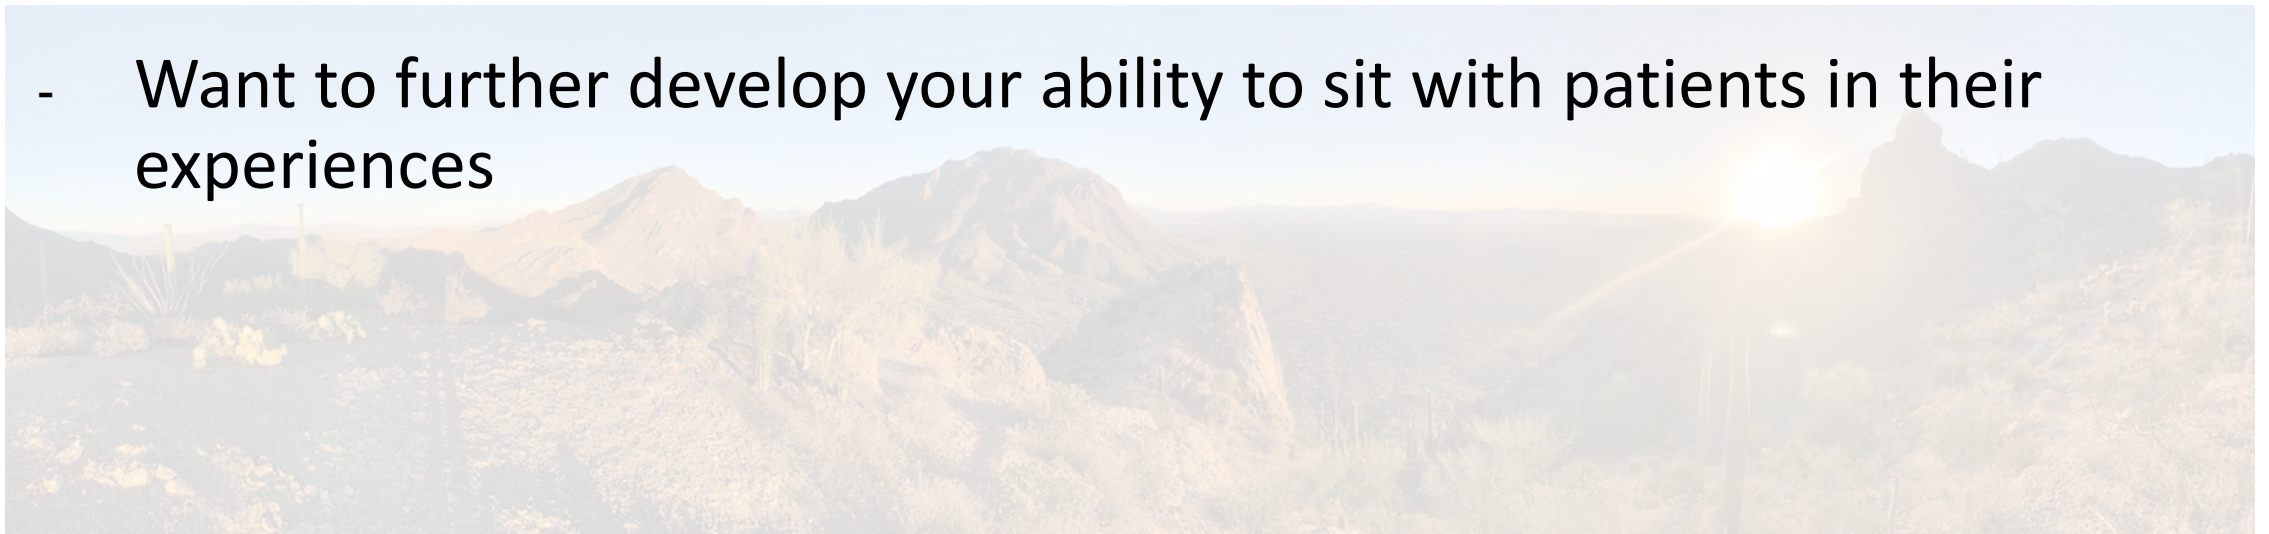 - Want to further develop your ability to sit with patients in their
experiences